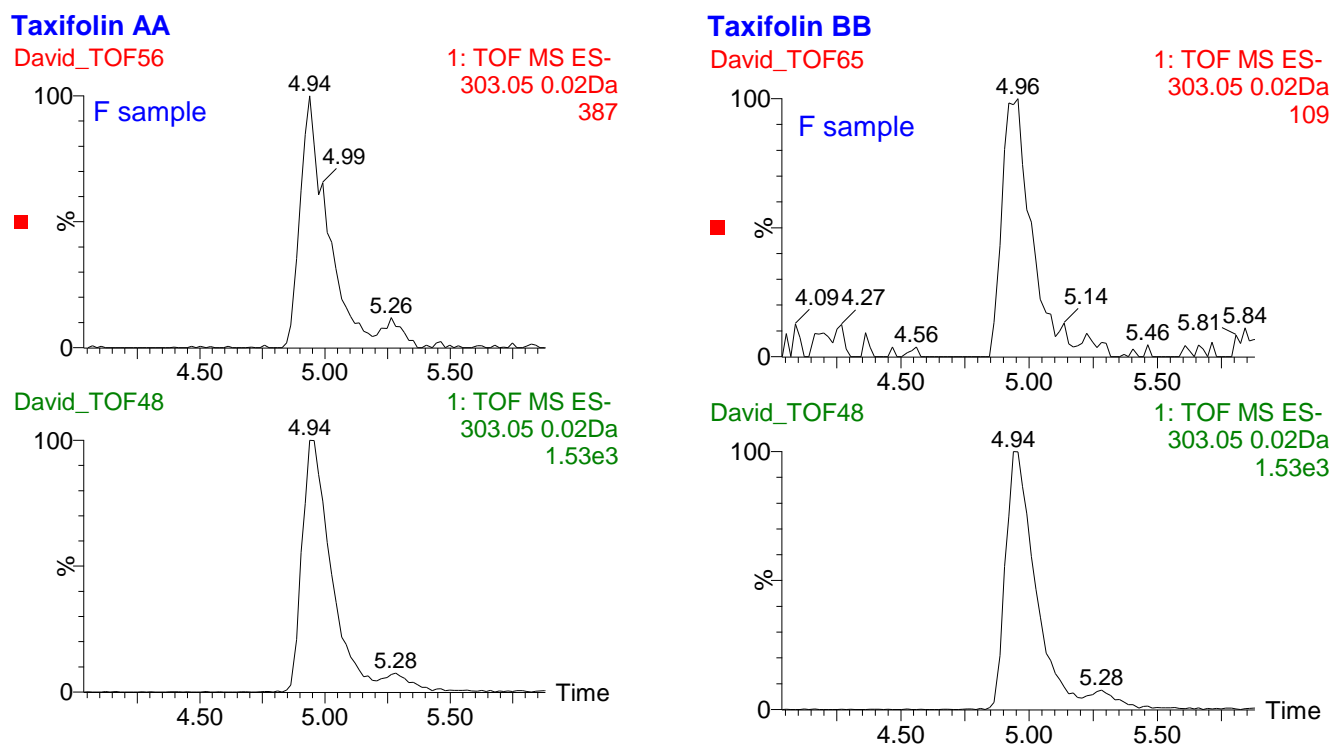 Taxifolin AA
David_TOF56
1: TOF MS ES-
303.05 0.02Da
387
F sample
100
%
0
4.94
4.99
5.26
4.50 5.00 5.50
David_TOF48
1: TOF MS ES-
303.05 0.02Da
1.53e3
100
%
0
4.94
5.28
Time
4.50 5.00 5.50
Taxifolin BB
David_TOF65
1: TOF MS ES-
303.05 0.02Da
109
F sample
100
%
0
4.96
4.09 4.27
4.56
5.14
5.46
5.81 5.84
4.50 5.00 5.50
David_TOF48
1: TOF MS ES-
303.05 0.02Da
1.53e3
100
%
0
4.94
5.28
Time
4.50 5.00 5.50